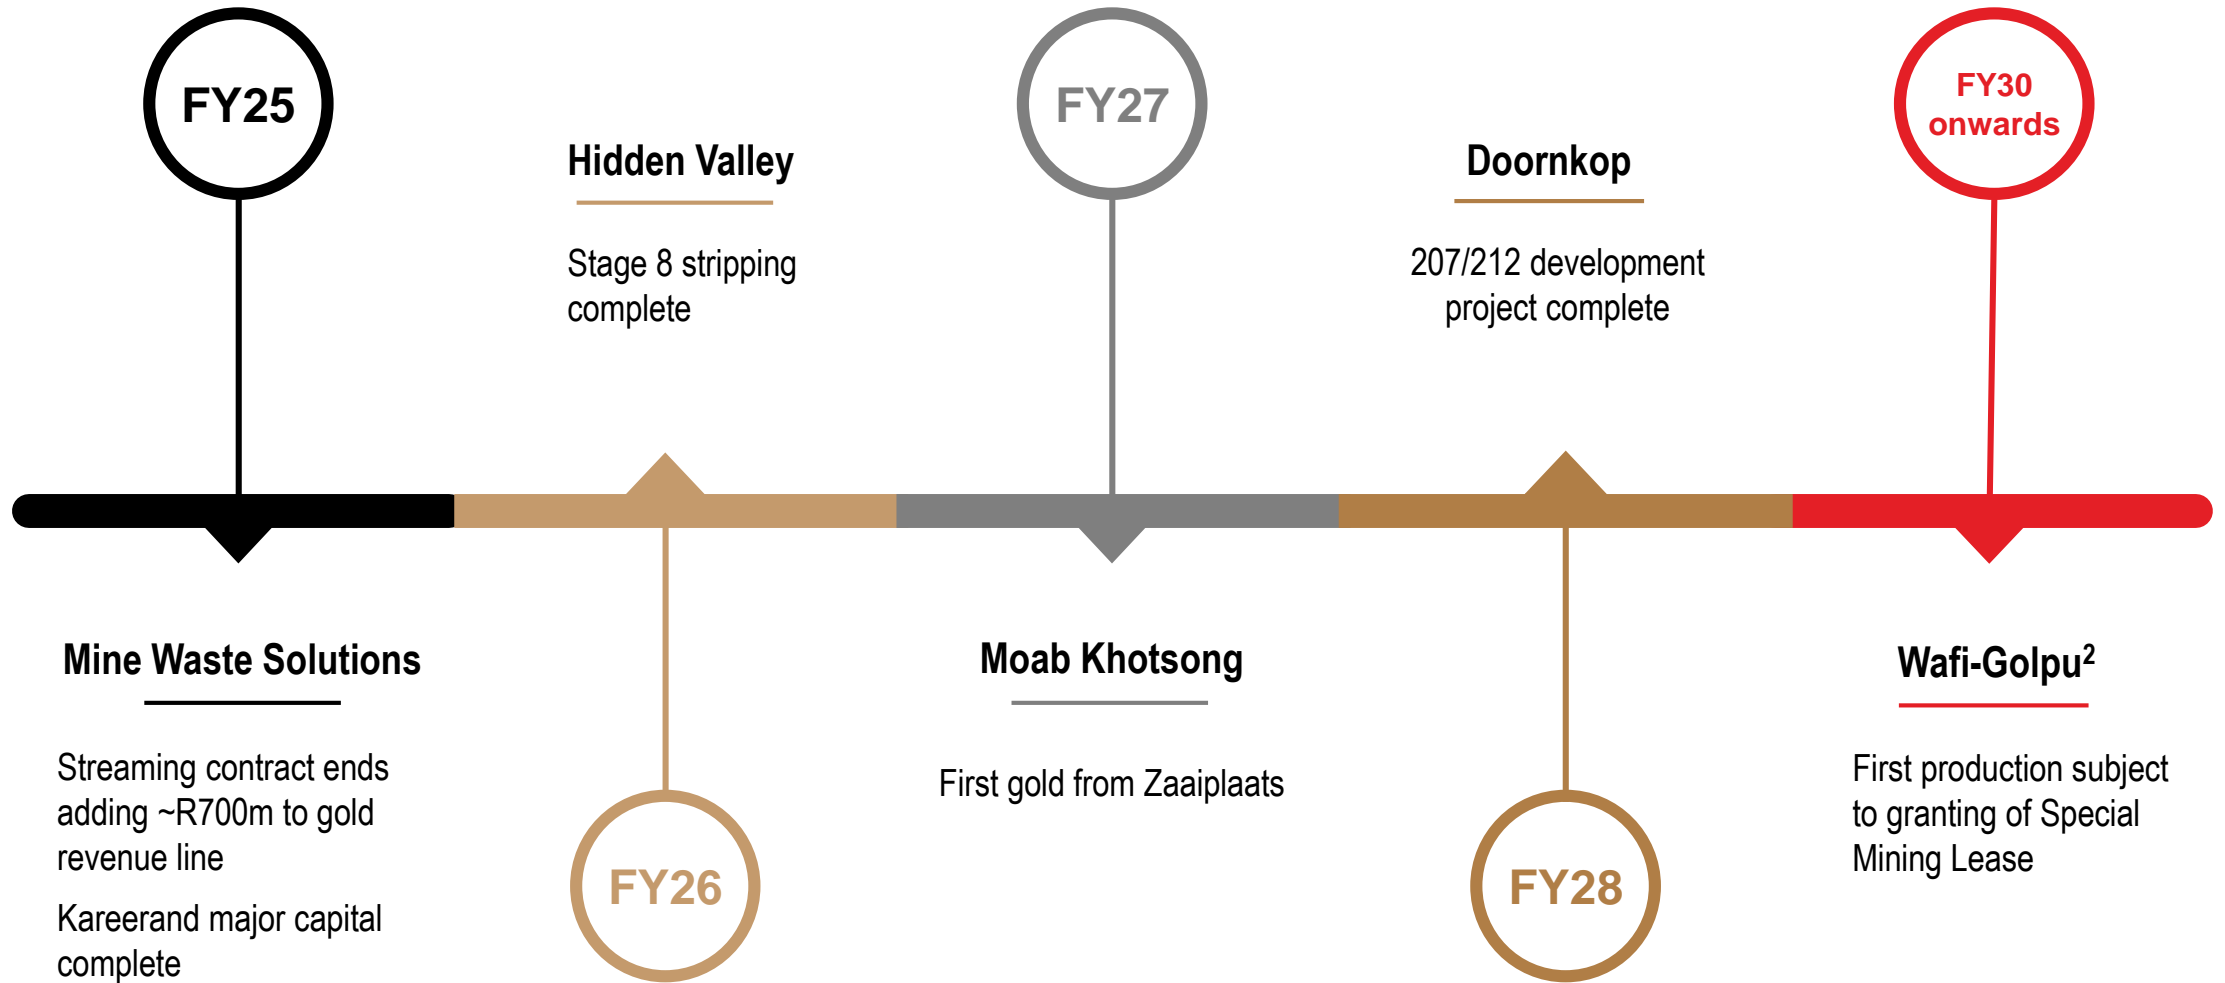 FY25
Mine Waste Solutions
Streaming contract ends
adding ~R700m to gold
revenue line
Kareerand major capital
complete
Hidden Valley
Stage 8 stripping
complete
FY26
FY27
Moab Khotsong
First gold from Zaaiplaats
Doornkop
207/212 development
project complete
FY28
FY30
onwards
Wafi-Golpu²
First production subject
to granting of Special
Mining Lease